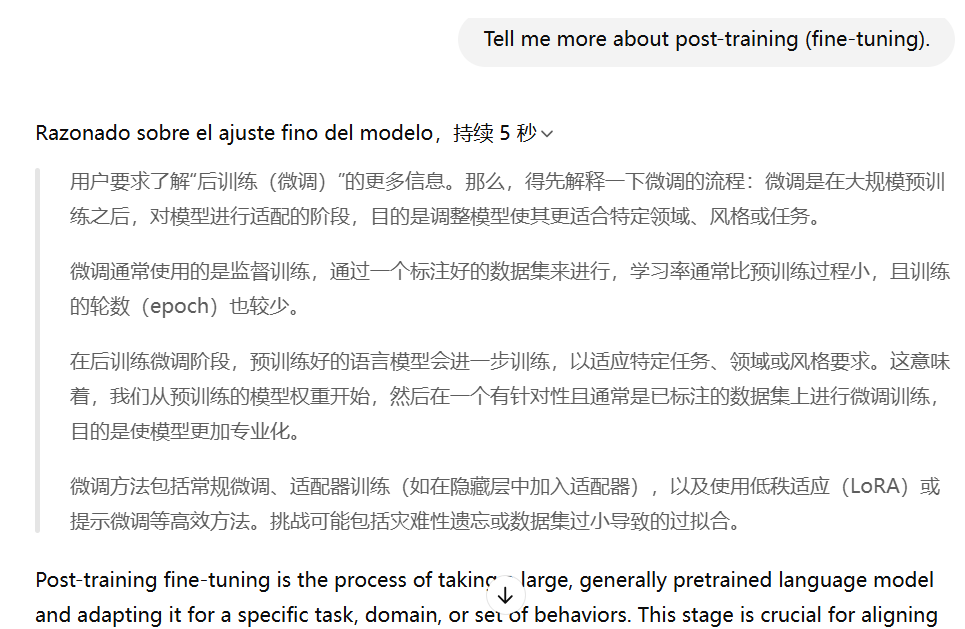 Tell me more about post-training (fine-tuning).
Razonado sobre el ajuste fino del modelo，持续 5 秒
用户要求了解“后训练（微调）”的更多信息。那么，得先解释一下微调的流程：微调是在大规模预训
练之后，对模型进行适配的阶段，目的是调整模型使其更适合特定领域、风格或任务。
微调通常使用的是监督训练，通过一个标注好的数据集来进行，学习率通常比预训练过程小，且训练
的轮数（epoch）也较少。
在后训练微调阶段，预训练好的语言模型会进一步训练，以适应特定任务、领域或风格要求。这意味
着，我们从预训练的模型权重开始，然后在一个有针对性且通常是已标注的数据集上进行微调训练，
目的是使模型更加专业化。
微调方法包括常规微调、适配器训练（如在隐藏层中加入适配器），以及使用低秩适应（LoRA）或
提示微调等高效方法。挑战可能包括灾难性遗忘或数据集过小导致的过拟合。
Post-training fine-tuning is the process of taking large, generally pretrained language model
and adapting it for a specific task, domain, or set of behaviors. This stage is crucial for aligning